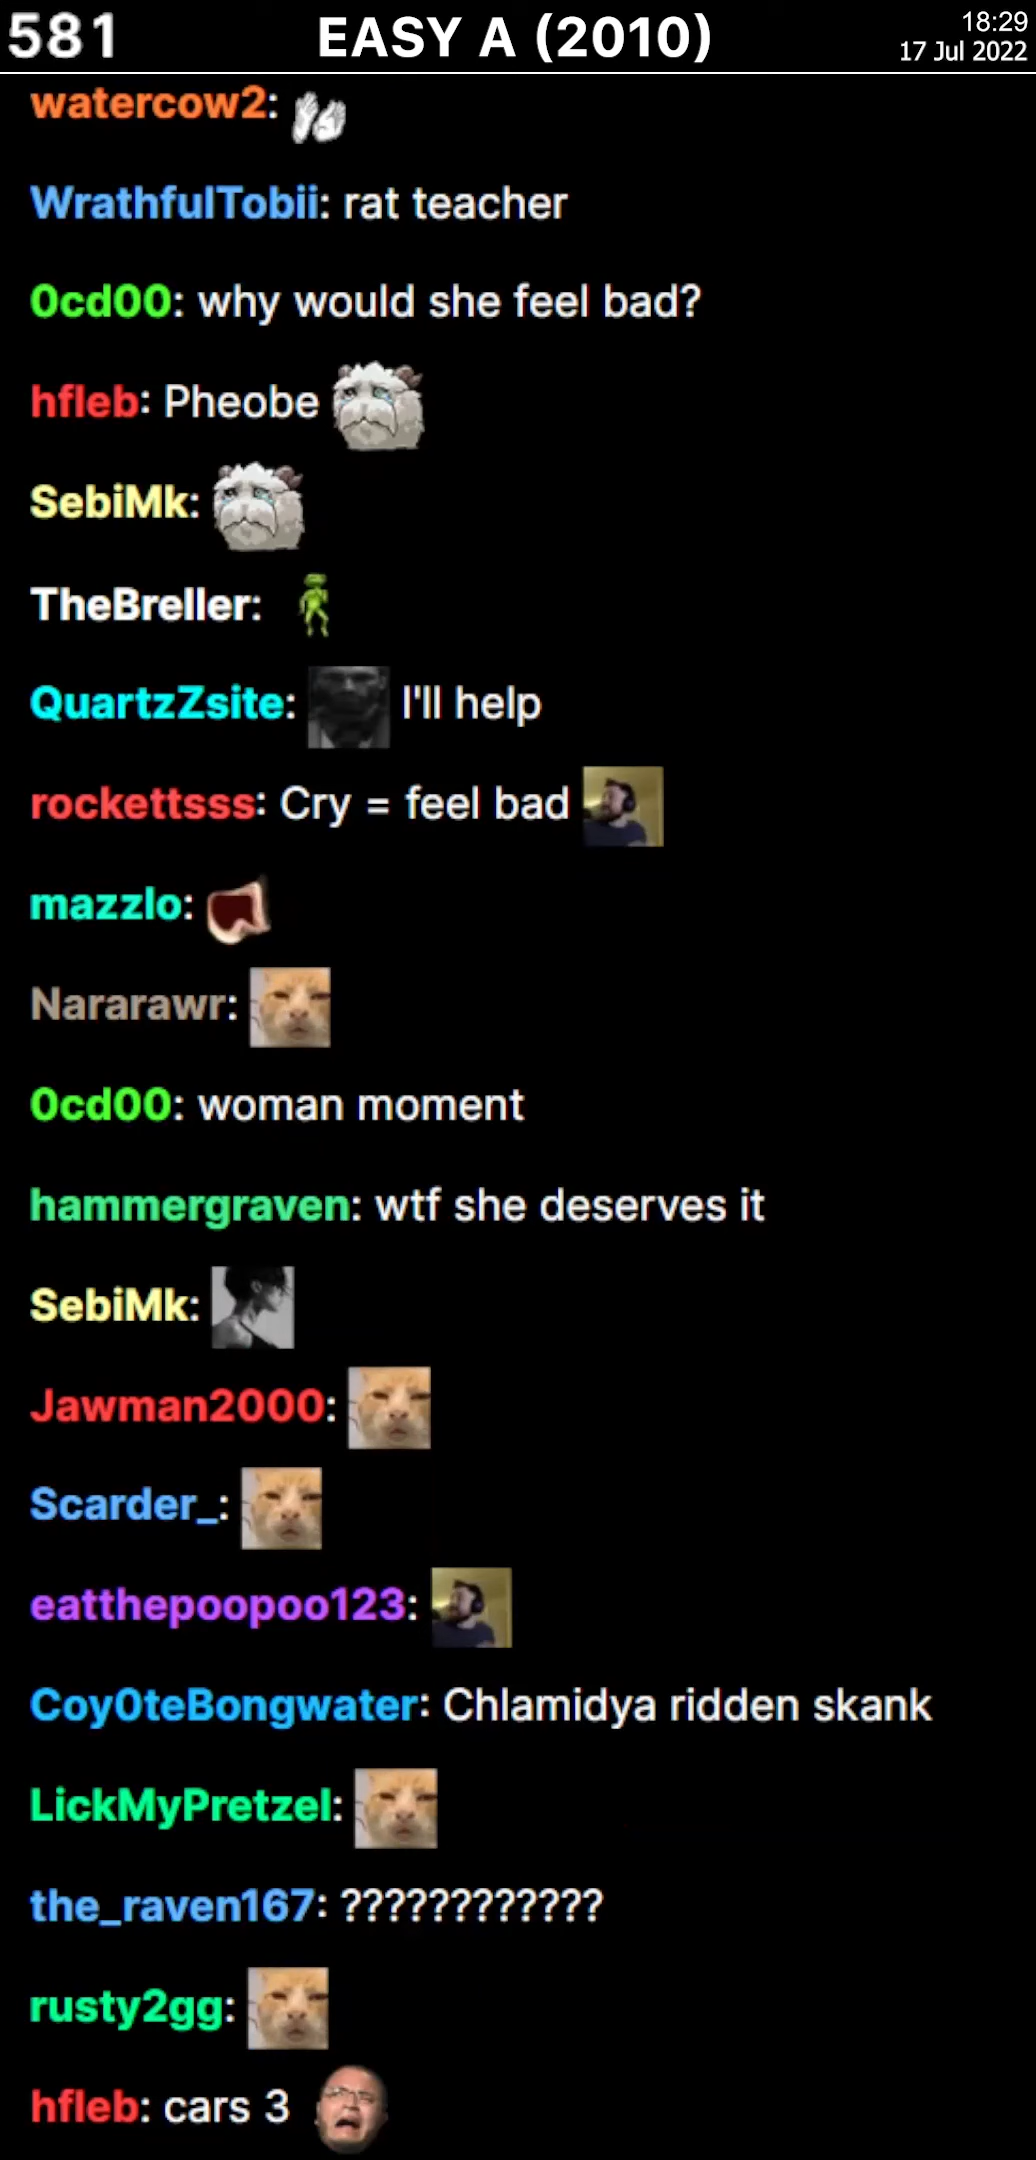 581 EASY A (2010) 18:29
17 Jul 2022
watercow2:
WrathfulTobii: rat teacher
0cd00: why would she feel bad?
hfleb: Pheobe
SebiMk:
TheBreller:
QuartzZsite: I'll help
rockettsss: Cry = feel bad
mazzlo:
Nararawr:
0cd00: woman moment
hammergraven: wtf she deserves it
SebiMk:
Jawman2000:
Scarder_:
eatthepoopoo123:
Coy0teBongwater: Chlamidya ridden skank
LickMyPretzel:
the_raven167: ????????????
rusty2gg:
hfleb: cars 3